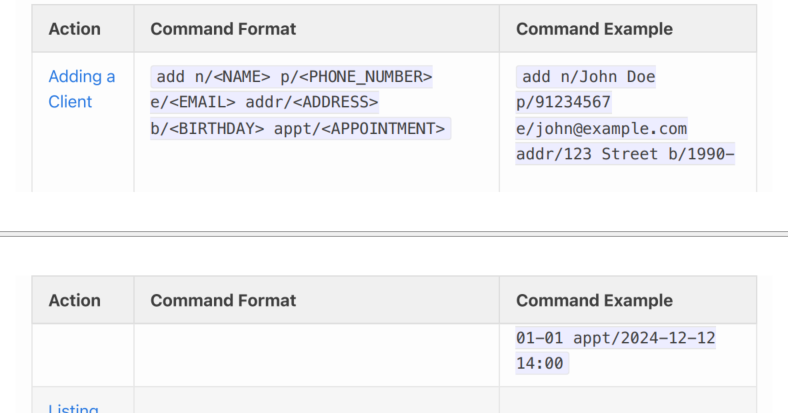 Action Command Format Command Example
Adding a add n/<NAME> p/<PHONE_NUMBER> add n/John Doe
Client e/<EMAIL> addr/<ADDRESS> p/91234567
b/<BIRTHDAY> appt/<APPOINTMENT> e/john@example.com
addr/123 Street b/1990-
Action Command Format Command Example
01-01 appt/2024-12-12
14:00
Listing